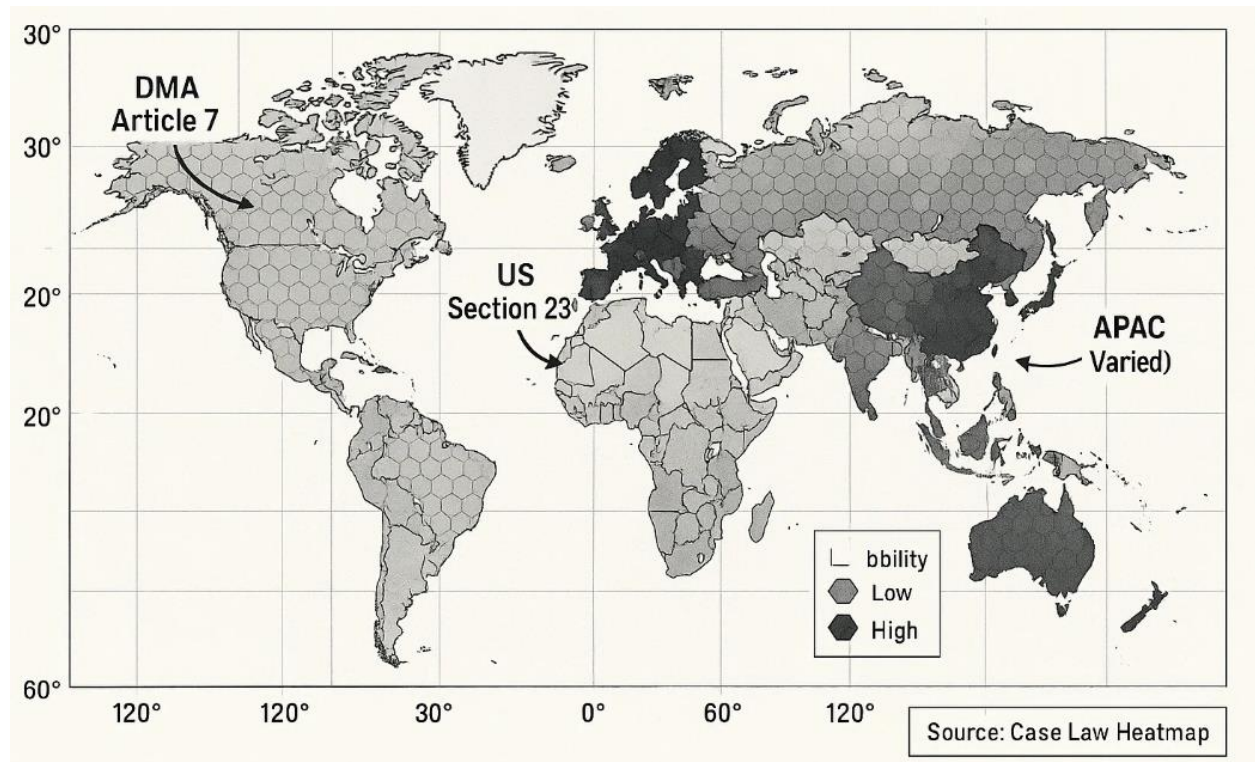 30°
DMA
Article 7
30°
US
Section 23
20°
APAC
Varied)
20°
bbility
Low
High
60°
120°
120°
30°
0°
60°
120°
Source: Case Law Heatmap